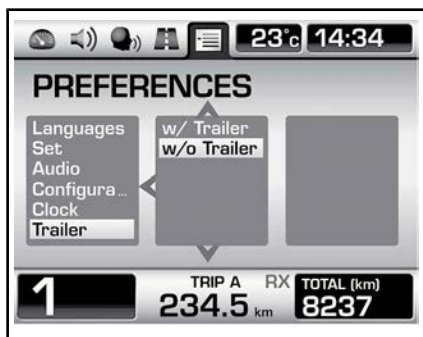 23°c 14:34
PREFERENCES
Languages
Set
Audio
Configura...
Clock
Trailer
w/ Trailer
w/o Trailer
1
TRIP A
234.5 km
RX
TOTAL (km)
8237